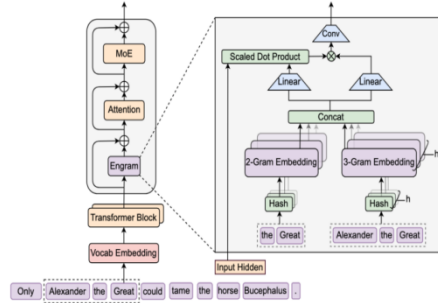 Conv
MoE
Scaled Dot Product
Linear
Linear
Attention
Concat
Engram
2-Gram Embedding
3-Gram Embedding
h
Hash
Hash
h
Transformer Block
the Great
Alexander the Great
Vocab Embedding
Input Hidden
Only Alexander the Great could tame the horse Bucephalus .